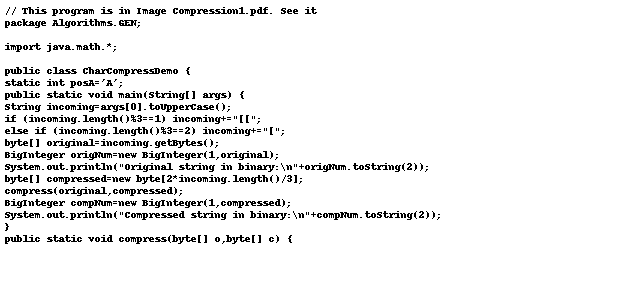 // This program is in Image Compression1.pdf. See it
package Algorithms.GEN;
import java.math.*;
public class CharCompressDemo {
static int posA='A';
public static void main(String[] args) {
String incoming=args[0].toUpperCase();
if (incoming.length()%3==1) incoming+="[[";
else if (incoming.length()%3==2) incoming+="[";
byte[] original=incoming.getBytes();
BigInteger origNum=new BigInteger(1,original);
System.out.println("Original string in binary:\n"+origNum.toString(2));
byte[] compressed=new byte[2*incoming.length()/3];
compress(original,compressed);
BigInteger compNum=new BigInteger(1,compressed);
System.out.println("Compressed string in binary:\n"+compNum.toString(2));
}
public static void compress(byte[] o,byte[] c) {